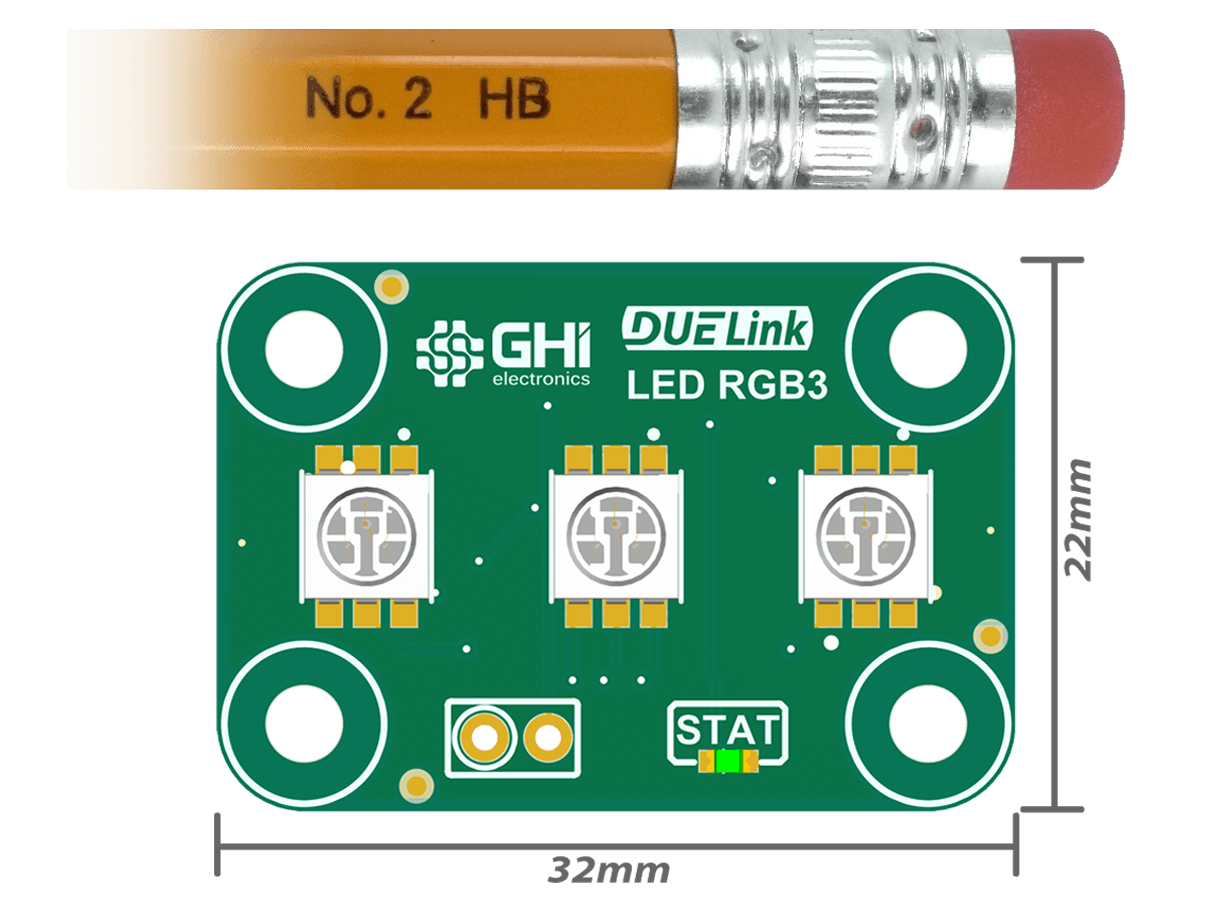 No. 2 HB
GHI
electronics
DUELink
LED RGB3
22mm
STAT
32mm